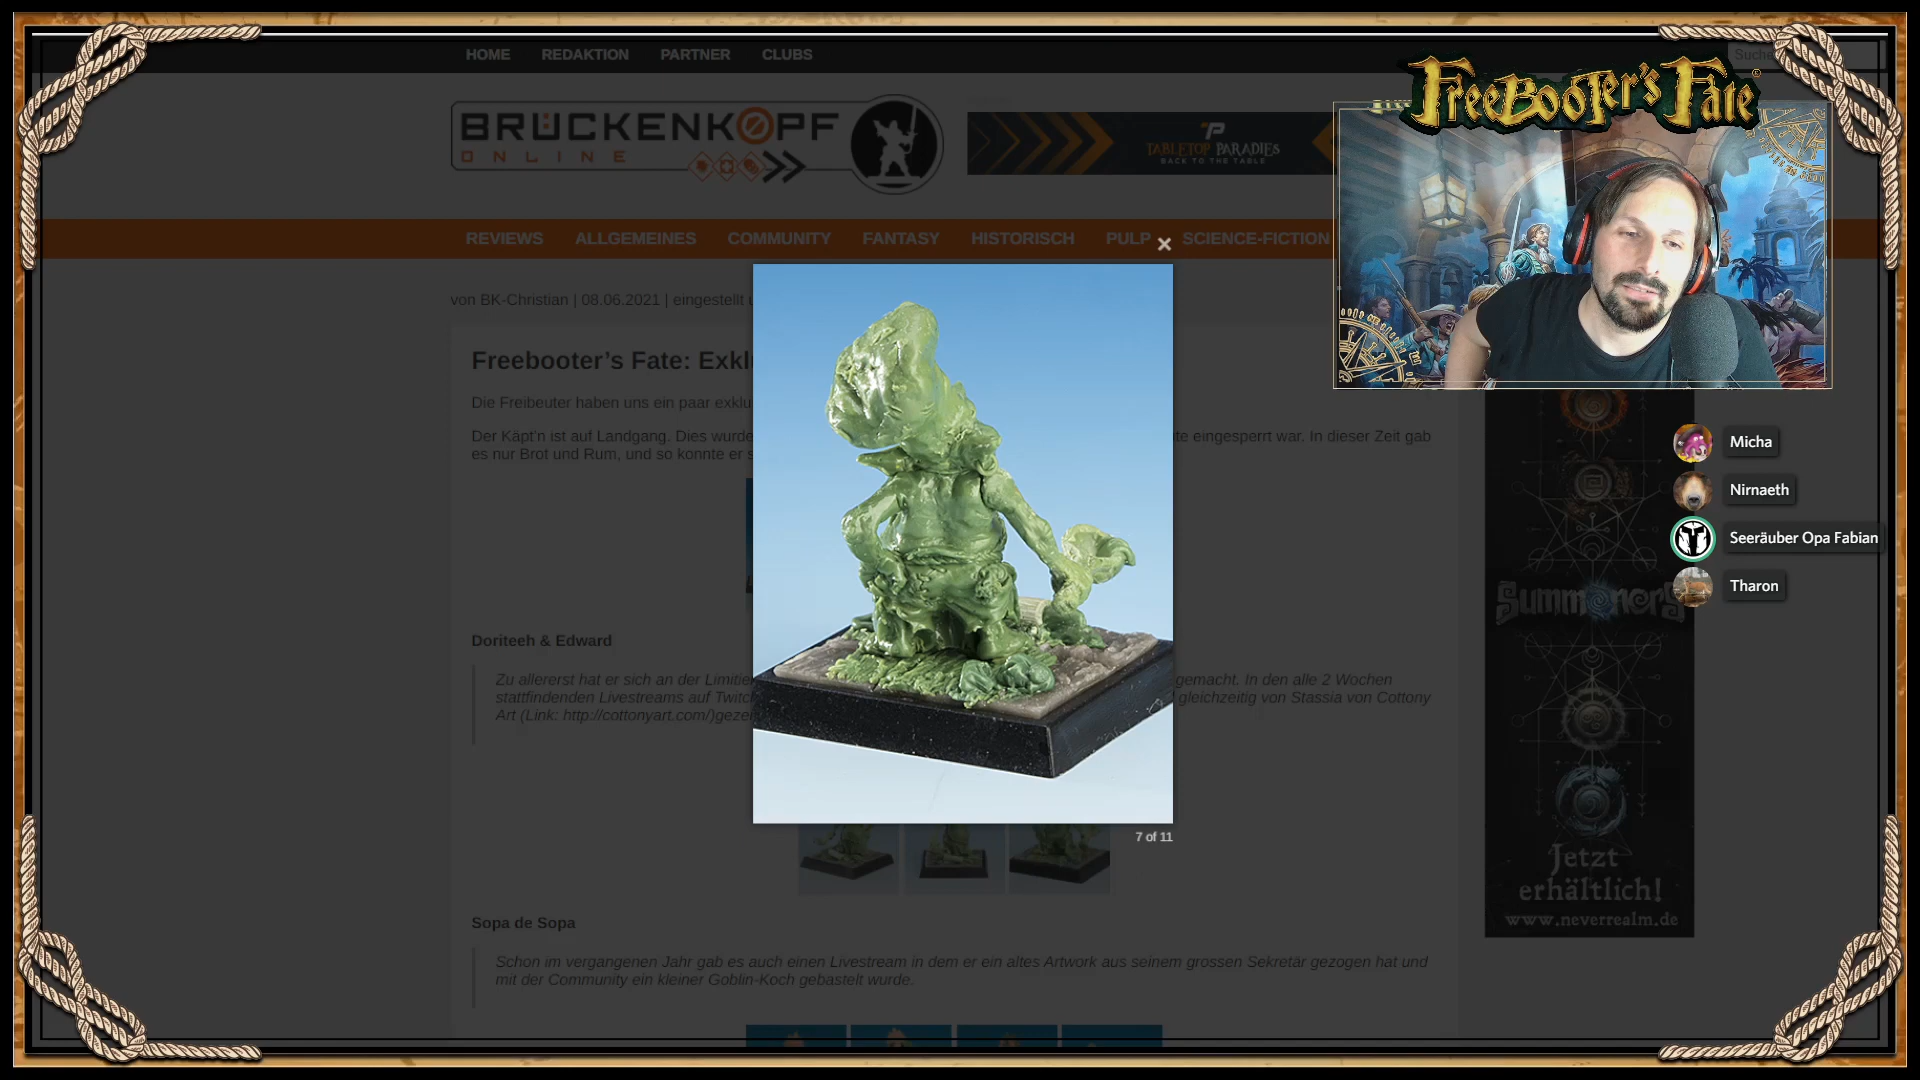 HOME REDAKTION PARTNER CLUBS
Suche
FREEBOOTER'S FATE
BRÜCKENKOPF
ONLINE
TABLETOP PARADIES
BACK TO THE TABLE
REVIEWS ALLGEMEINES COMMUNITY FANTASY HISTORISCH PULP × SCIENCE-FICTION
von BK-Christian | 08.06.2021 | eingestellt
Freebooter's Fate: Exkl
Die Freibeuter haben uns ein paar exklu
Der Käpt'n ist auf Landgang. Dies wurde te eingesperrt war. In dieser Zeit gab
es nur Brot und Rum, und so konnte er s
Micha
Nirnaeth
Seeräuber Opa Fabian
Tharon
Doriteeh & Edward
Zu allererst hat er sich an der Limitier gemacht. In den alle 2 Wochen
stattfindenden Livestreams auf Twitch gleichzeitig von Stassia von Cottony
Art (Link: http://cottonyart.com/)gezei
Summoners
7 of 11
Jetzt
erhältlich!
www.neverrealm.de
Sopa de Sopa
Schon im vergangenen Jahr gab es auch einen Livestream in dem er ein altes Artwork aus seinem grossen Sekretär gezogen hat und
mit der Community ein kleiner Goblin-Koch gebastelt wurde.